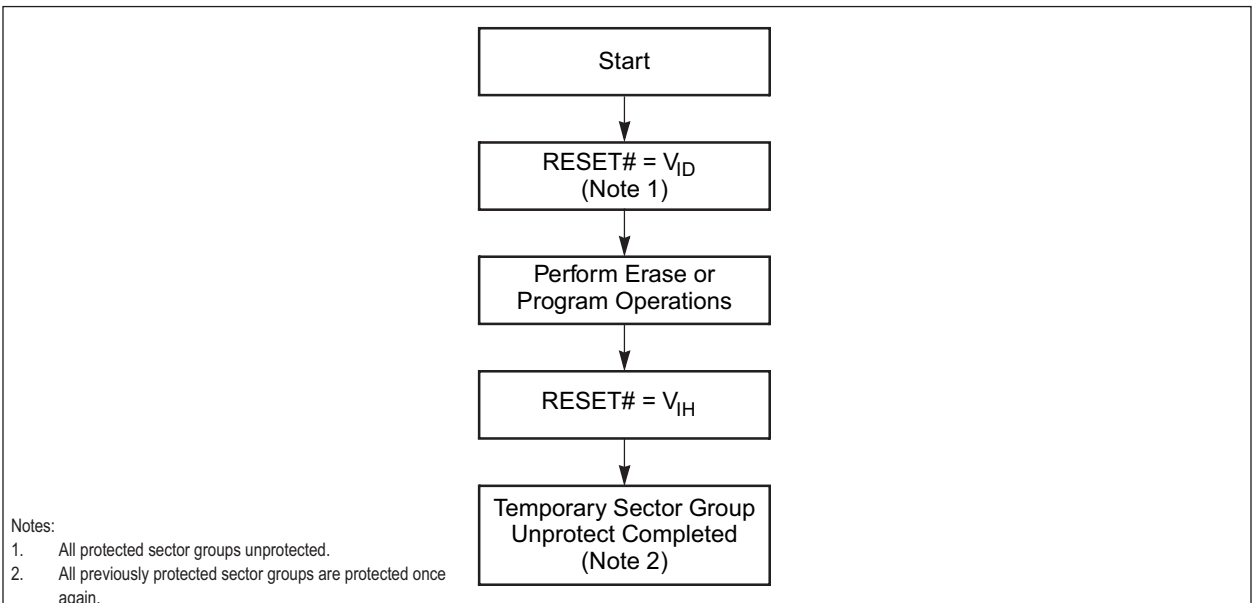 Start
RESET# = VID
(Note 1)
Perform Erase or
Program Operations
RESET# = VIH
Temporary Sector Group
Unprotect Completed
(Note 2)
Notes:
1. All protected sector groups unprotected.
2. All previously protected sector groups are protected once
again.